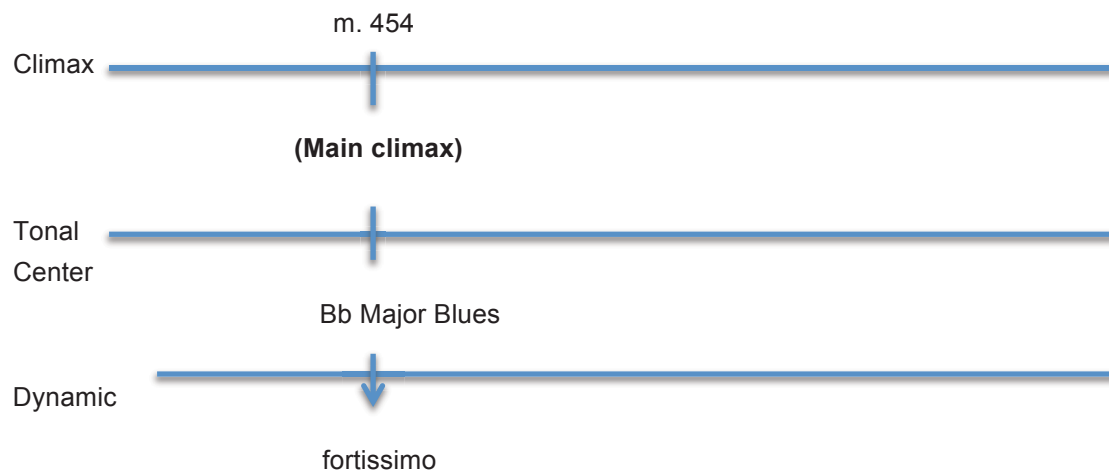 m. 454
Climax
(Main climax)
Tonal
Center
Bb Major Blues
Dynamic
fortissimo